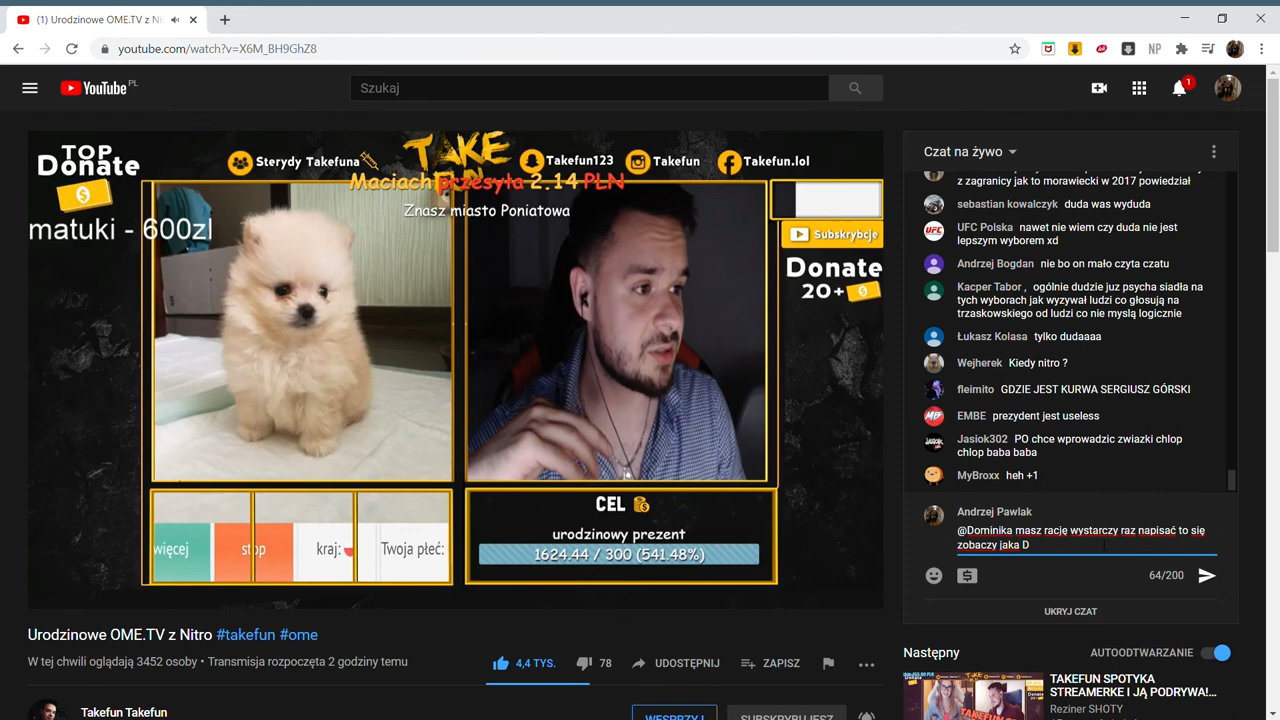 (1) Urodzinowe OME.TV z Ni
youtube.com/watch?v=X6M_BH9GhZ8
NP
YouTube PL
Szukaj
1
TOP
Donate
matuki - 600zl
Sterydy Takefuna
TAKE
Takefun123
Takefun
Takefun.lol
Maciach przesyła 2.14 PLN
Znasz miasto Poniatowa
Subskrybcje
Donate
20+
więcej
stop
kraj:
Twoja płeć:
CEL
urodzinowy prezent
1624.44 / 300 (541.48%)
Urodzinowe OME.TV z Nitro #takefun #ome
W tej chwili oglądają 3452 osoby • Transmisja rozpoczęta 2 godziny temu
4,4 TYS.
78
UDOSTĘPNIJ
ZAPISZ
Takefun Takefun
WESPRZYJ
SUBSKRYBUJESZ
Czat na żywo
z zagranicy jak to morawiecki w 2017 powiedział
sebastian kowalczyk duda was wyduda
UFC Polska nawet nie wiem czy duda nie jest
lepszym wyborem xd
Andrzej Bogdan nie bo on mało czyta czatu
Kacper Tabor , ogólnie dudzie juz psycha siadła na
tych wyborach jak wyzywał ludzi co głosują na
trzaskowskiego od ludzi co nie myslą logicznie
Łukasz Kolasa tylko dudaaaa
Wejherek Kiedy nitro ?
fleimito GDZIE JEST KURWA SERGIUSZ GÓRSKI
EMBE prezydent jest useless
Jasiok302 PO chce wprowadzic zwiazki chlop
chlop baba baba
MyBroxx heh +1
Andrzej Pawlak
@Dominika masz rację wystarczy raz napisać to się
zobaczy jaka D
64/200
UKRYJ CZAT
Następny
AUTOODTWARZANIE
TAKEFUN SPOTYKA
STREAMERKE I JĄ PODRYWA!...
Reziner SHOTY